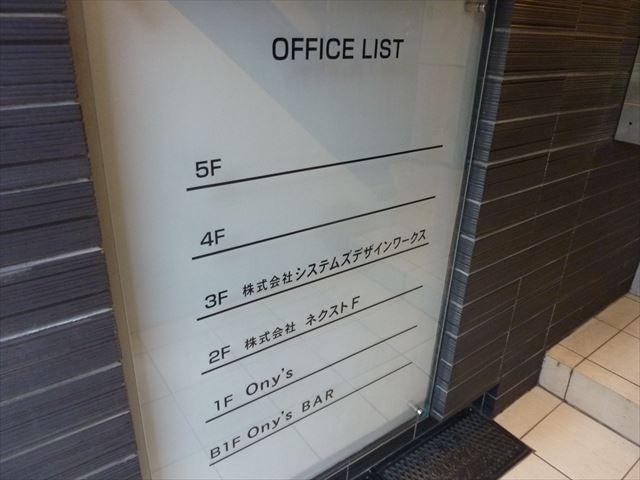 OFFICE LIST
5F
4F
3F 株式会社システムズデザインワークス
2F 株式会社 ネクストF
1F Ony's
B1F Ony's BAR